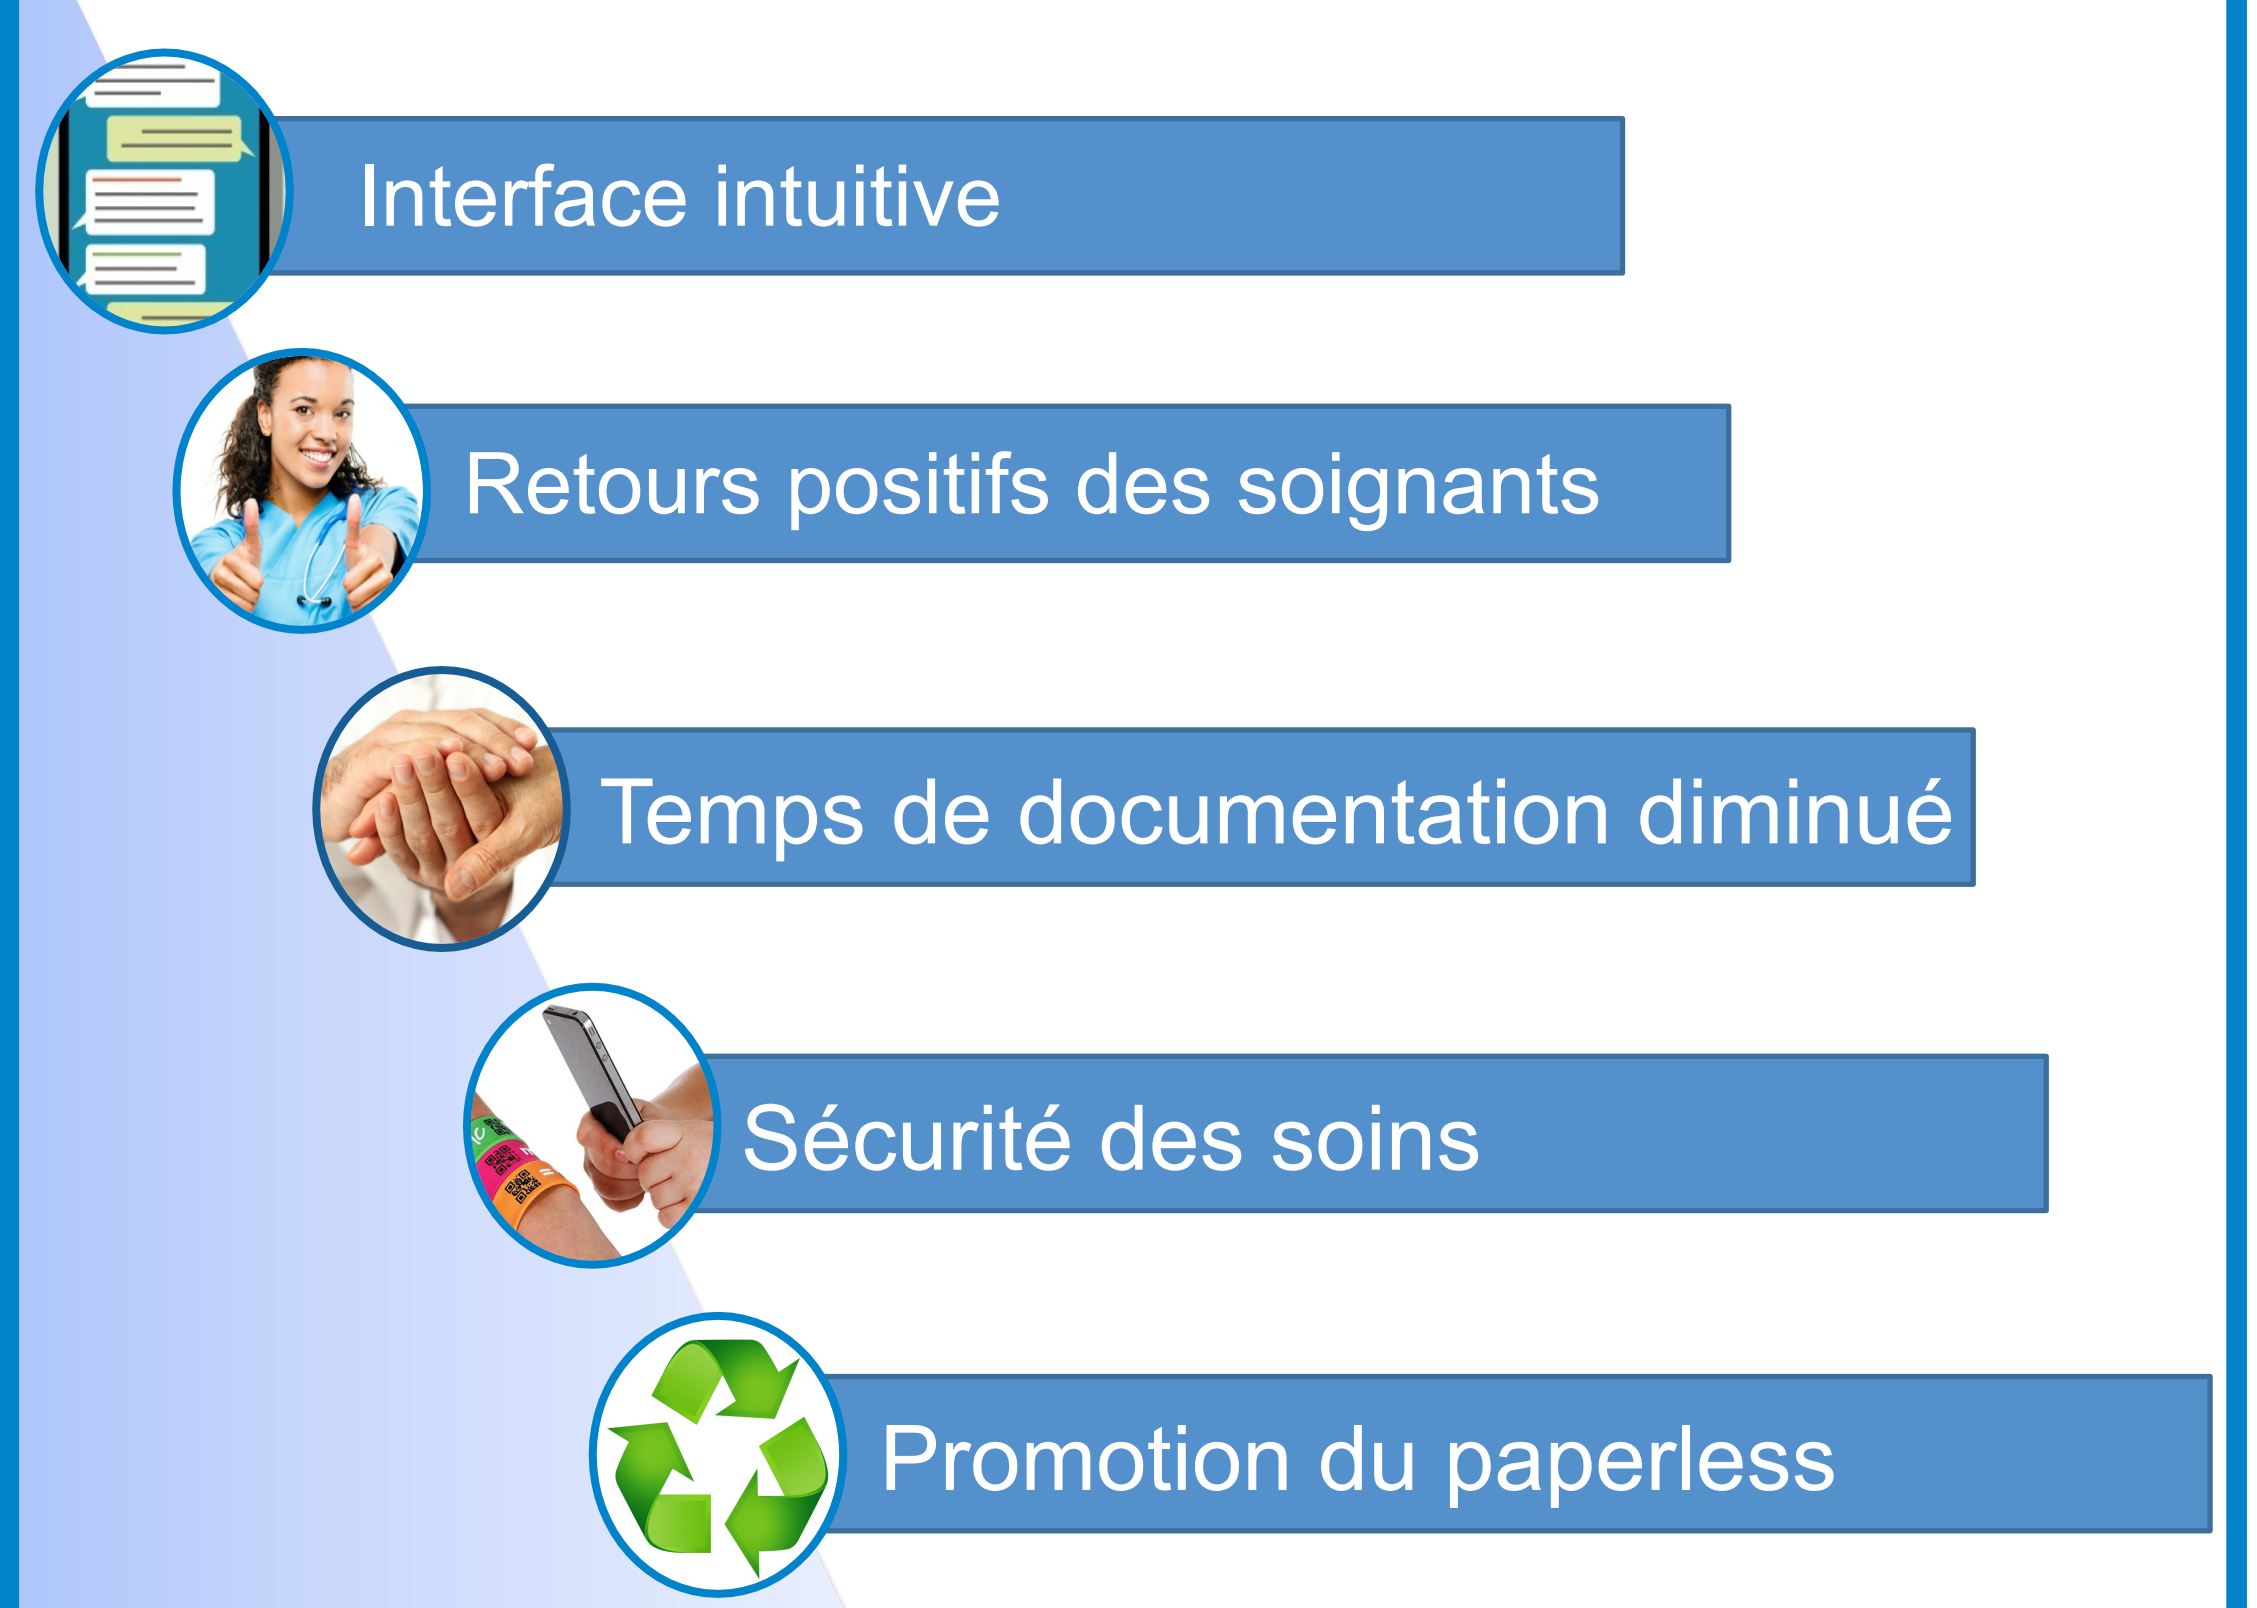 Interface intuitive
Retours positifs des soignants
Temps de documentation diminué
Sécurité des soins
Promotion du paperless